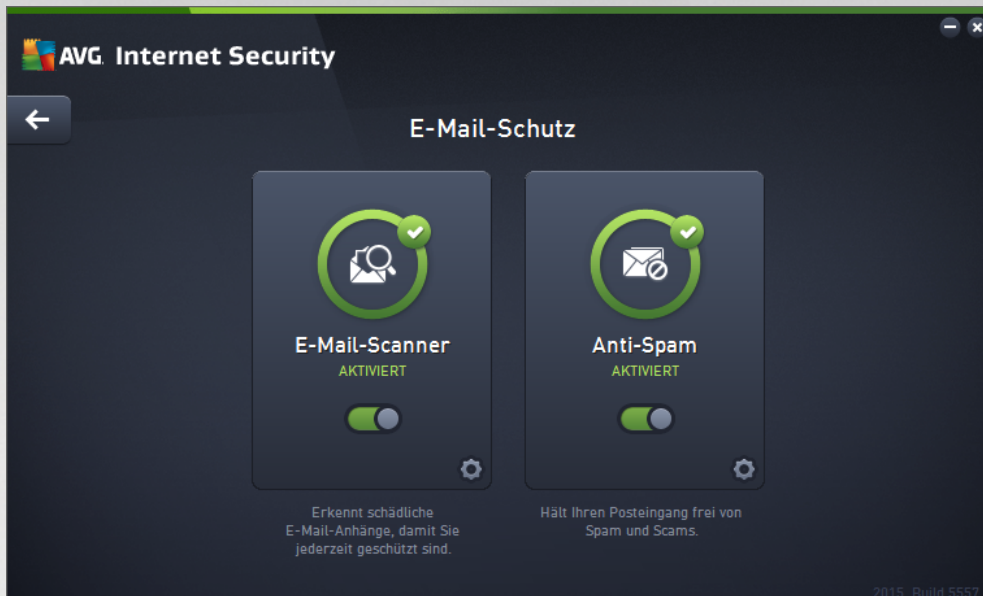 AVG. Internet Security
E-Mail-Schutz
E-Mail-Scanner
AKTIVIERT
Erkennt schädliche
E-Mail-Anhänge, damit Sie
jederzeit geschützt sind.
Anti-Spam
AKTIVIERT
Hält Ihren Posteingang frei von
Spam und Scams.
2015, Build 5557